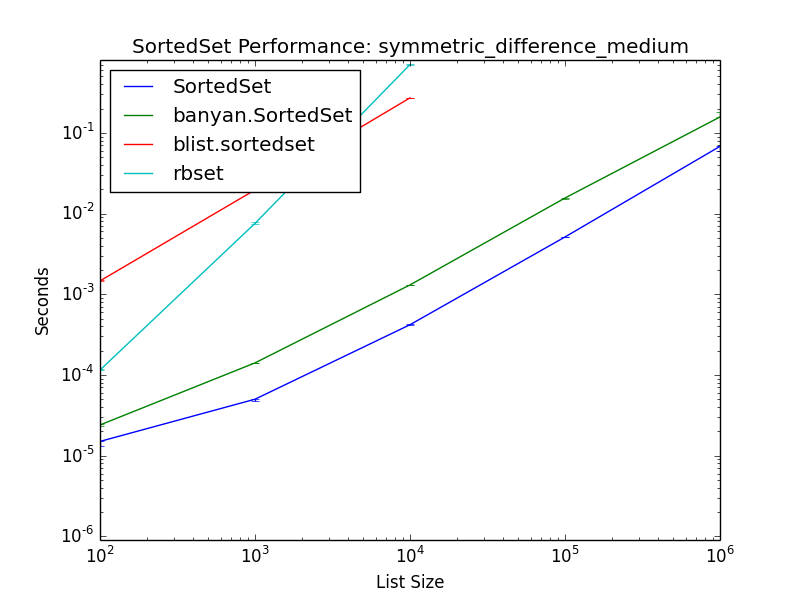 SortedSet Performance: symmetric_difference_medium
SortedSet
banyan.SortedSet
blist.sortedset
rbset
10^-1
10^-2
10^-3
10^-4
10^-5
10^-6
Seconds
10^2 10^3 10^4 10^5 10^6
List Size